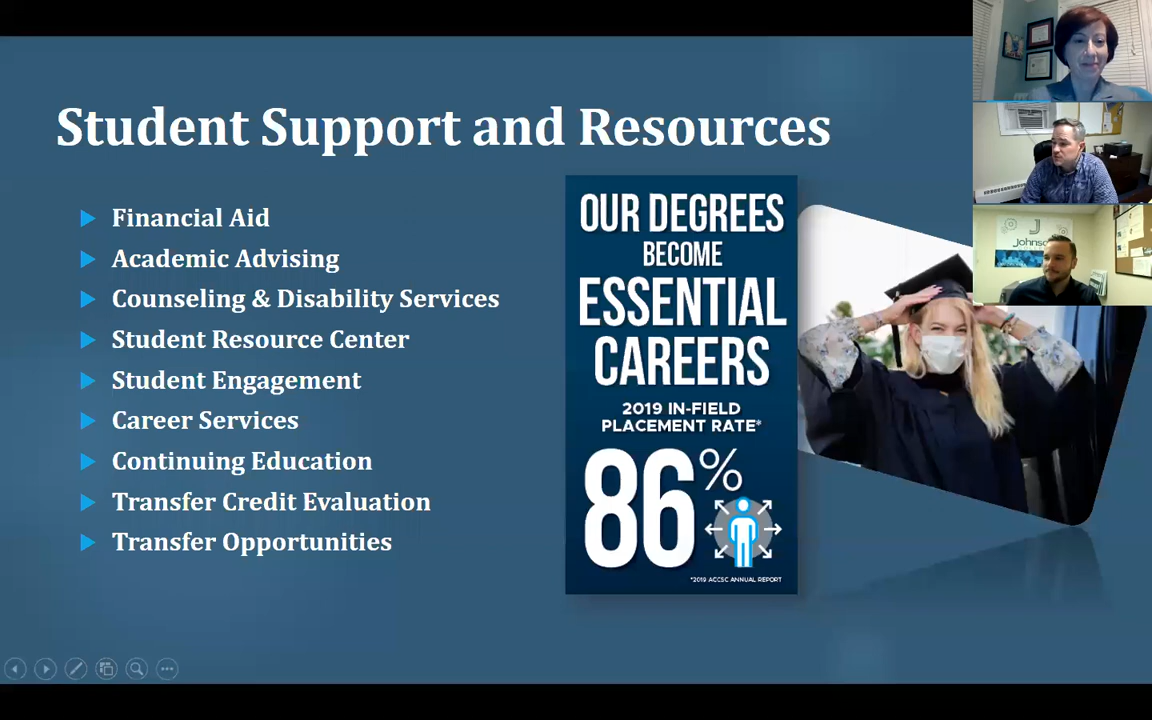 Student Support and Resources
Financial Aid
Academic Advising
Counseling & Disability Services
Student Resource Center
Student Engagement
Career Services
Continuing Education
Transfer Credit Evaluation
Transfer Opportunities
OUR DEGREES
BECOME
ESSENTIAL
CAREERS
2019 IN-FIELD
PLACEMENT RATE*
86%
*2019 ACCSC ANNUAL REPORT
J